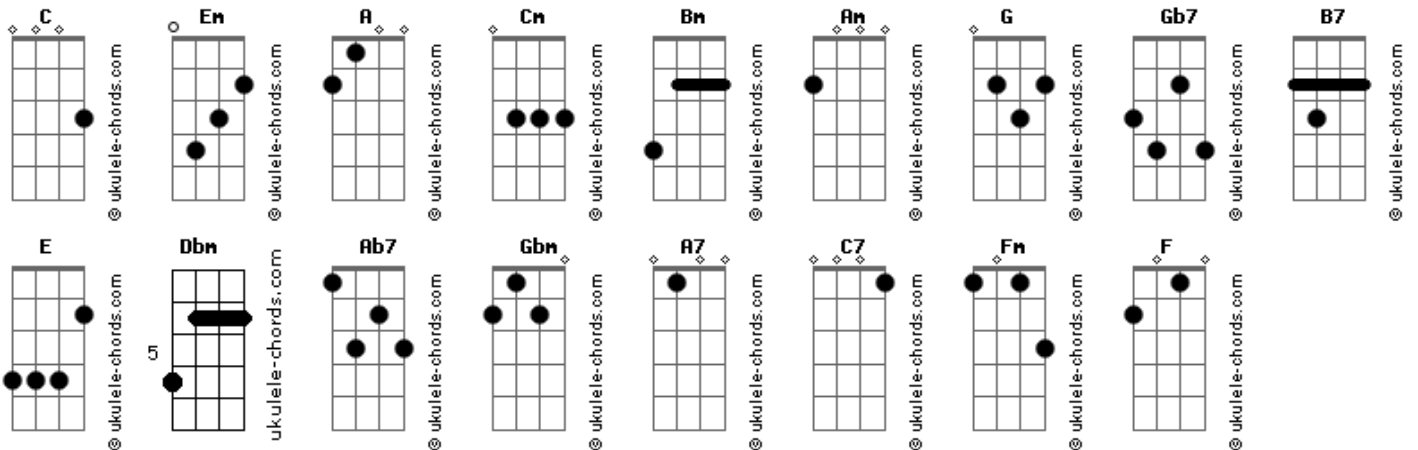 C Em A Cm Bm Am G Gb7 B7
© ukulele-chords.com © ukulele-chords.com © ukulele-chords.com © ukulele-chords.com © ukulele-chords.com © ukulele-chords.com © ukulele-chords.com © ukulele-chords.com © ukulele-chords.com
E Dbm Ab7 Gbm A7 C7 Fm F
5
© ukulele-chords.com ukulele-chords.com © ukulele-chords.com © ukulele-chords.com © ukulele-chords.com © ukulele-chords.com © ukulele-chords.com © ukulele-chords.com